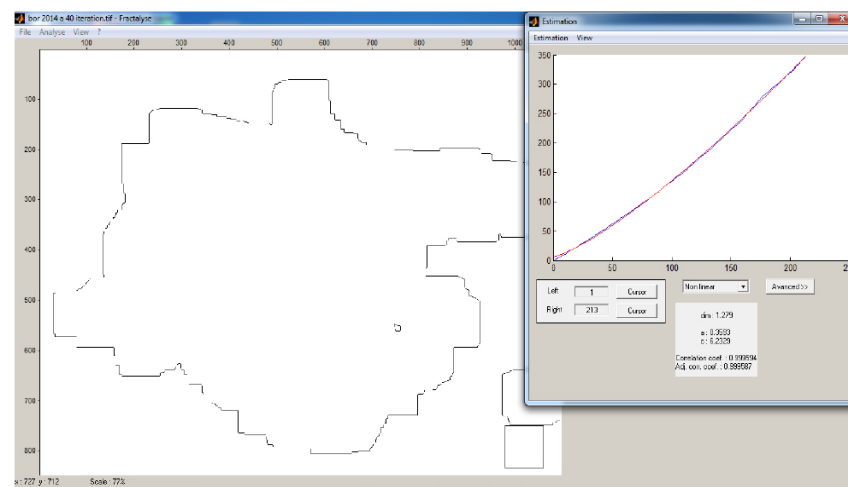 bor 2014 a 40 iteration.tif - Fractalyse
File Analyse View ?
100 200 300 400 500 600 700 800 900 1000
100
200
300
400
500
600
700
800
x : 727 y : 712 Scale : 77%
Estimation
Estimation View
350
300
250
200
150
100
50
0
0 50 100 150 200
Left 1 Cursor
Right 213 Cursor
Non linear
Avanced >>
dim: 1.279
a : 0.3593
c : 6.2329
Correlation coef. : 0.999594
Adj. corr. coef. : 0.999587